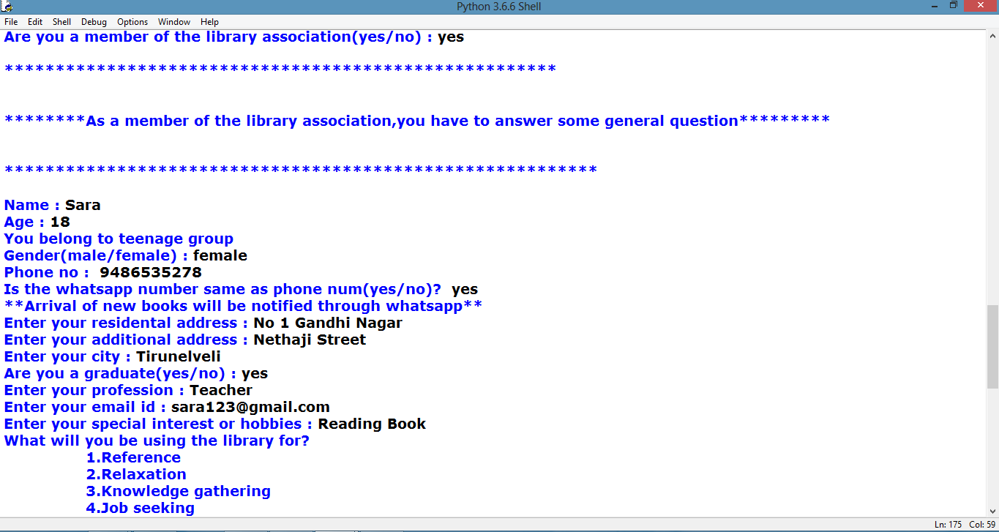 Python 3.6.6 Shell
File Edit Shell Debug Options Window Help
Are you a member of the library association(yes/no) : yes
******************************************************
********As a member of the library association,you have to answer some general question*********
**********************************************************
Name : Sara
Age : 18
You belong to teenage group
Gender(male/female) : female
Phone no :  9486535278
Is the whatsapp number same as phone num(yes/no)?  yes
**Arrival of new books will be notified through whatsapp**
Enter your residental address : No 1 Gandhi Nagar
Enter your additional address : Nethaji Street
Enter your city : Tirunelveli
Are you a graduate(yes/no) : yes
Enter your profession : Teacher
Enter your email id : sara123@gmail.com
Enter your special interest or hobbies : Reading Book
What will you be using the library for?
1.Reference
2.Relaxation
3.Knowledge gathering
4.Job seeking
Ln: 175 Col: 59